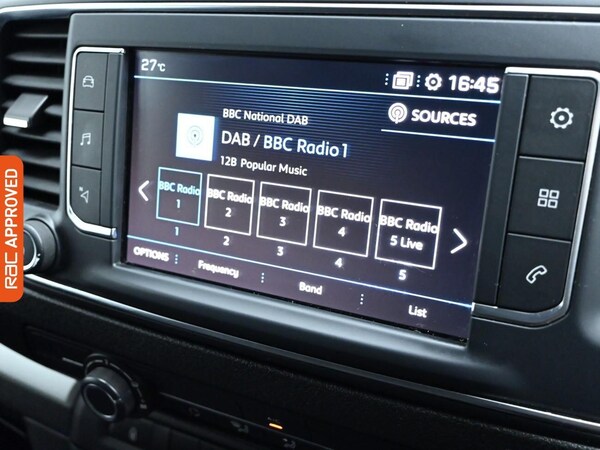 27°C
16:45
SOURCES
BBC National DAB
DAB / BBC Radio 1
12B Popular Music
BBC Radio 1
BBC Radio 2
BBC Radio 3
BBC Radio 4
BBC Radio 5 Live
1 2 3 4 5
OPTIONS Frequency Band List
RAC APPROVED